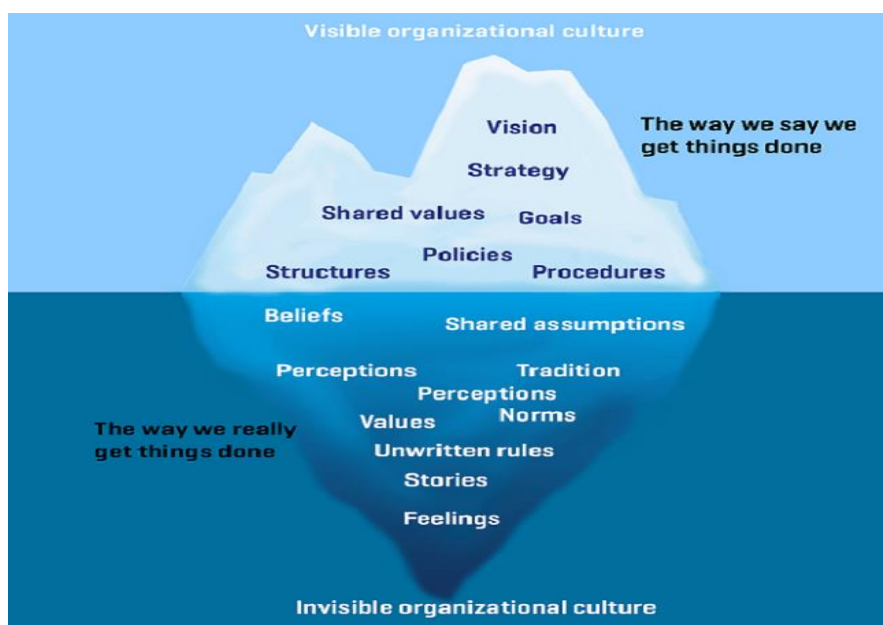 Visible organizational culture
Vision
The way we say we
get things done
Strategy
Shared values
Goals
Policies
Structures
Procedures
Beliefs
Shared assumptions
Perceptions
Tradition
Perceptions
Norms
Values
The way we really
get things done
Unwritten rules
Stories
Feelings
Invisible organizational culture